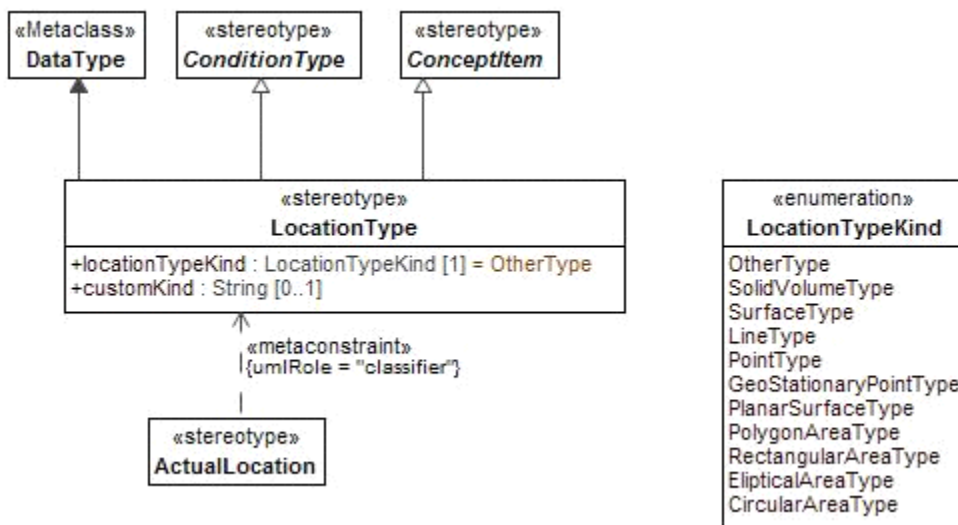 «Metaclass»
DataType
«stereotype»
ConditionType
«stereotype»
ConceptItem
«stereotype»
LocationType
+locationTypeKind : LocationTypeKind [1] = OtherType
+customKind : String [0..1]
«metaconstraint»
{umlRole = "classifier"}
«stereotype»
ActualLocation
«enumeration»
LocationTypeKind
OtherType
SolidVolumeType
SurfaceType
LineType
PointType
GeoStationaryPointType
PlanarSurfaceType
PolygonAreaType
RectangularAreaType
ElipticalAreaType
CircularAreaType